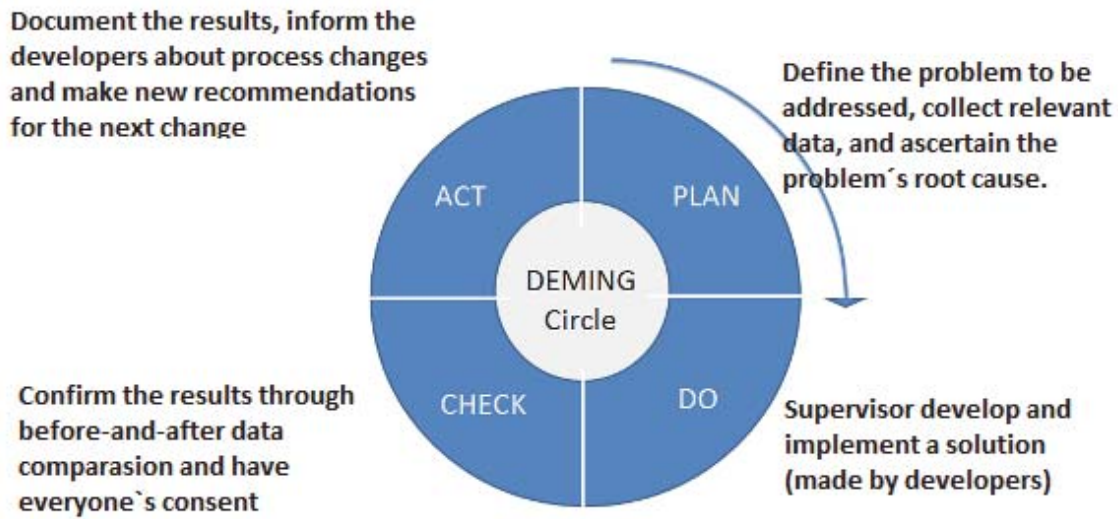 Document the results, inform the
developers about process changes
and make new recommendations
for the next change
Define the problem to be
addressed, collect relevant
data, and ascertain the
problem´s root cause.
ACT
PLAN
DEMING
Circle
CHECK
DO
Confirm the results through
before-and-after data
comparasion and have
everyone`s consent
Supervisor develop and
implement a solution
(made by developers)